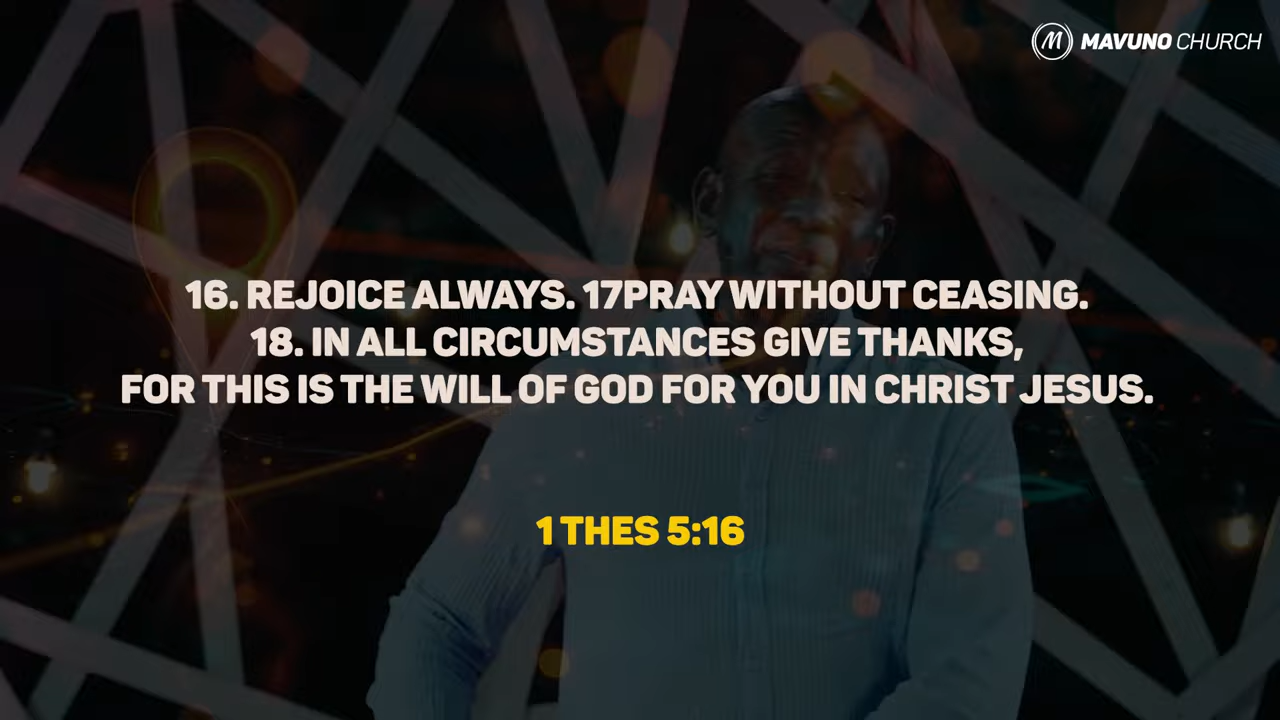 MAVUNO CHURCH
16. REJOICE ALWAYS. 17PRAY WITHOUT CEASING.
18. IN ALL CIRCUMSTANCES GIVE THANKS,
FOR THIS IS THE WILL OF GOD FOR YOU IN CHRIST JESUS.
1 THES 5:16